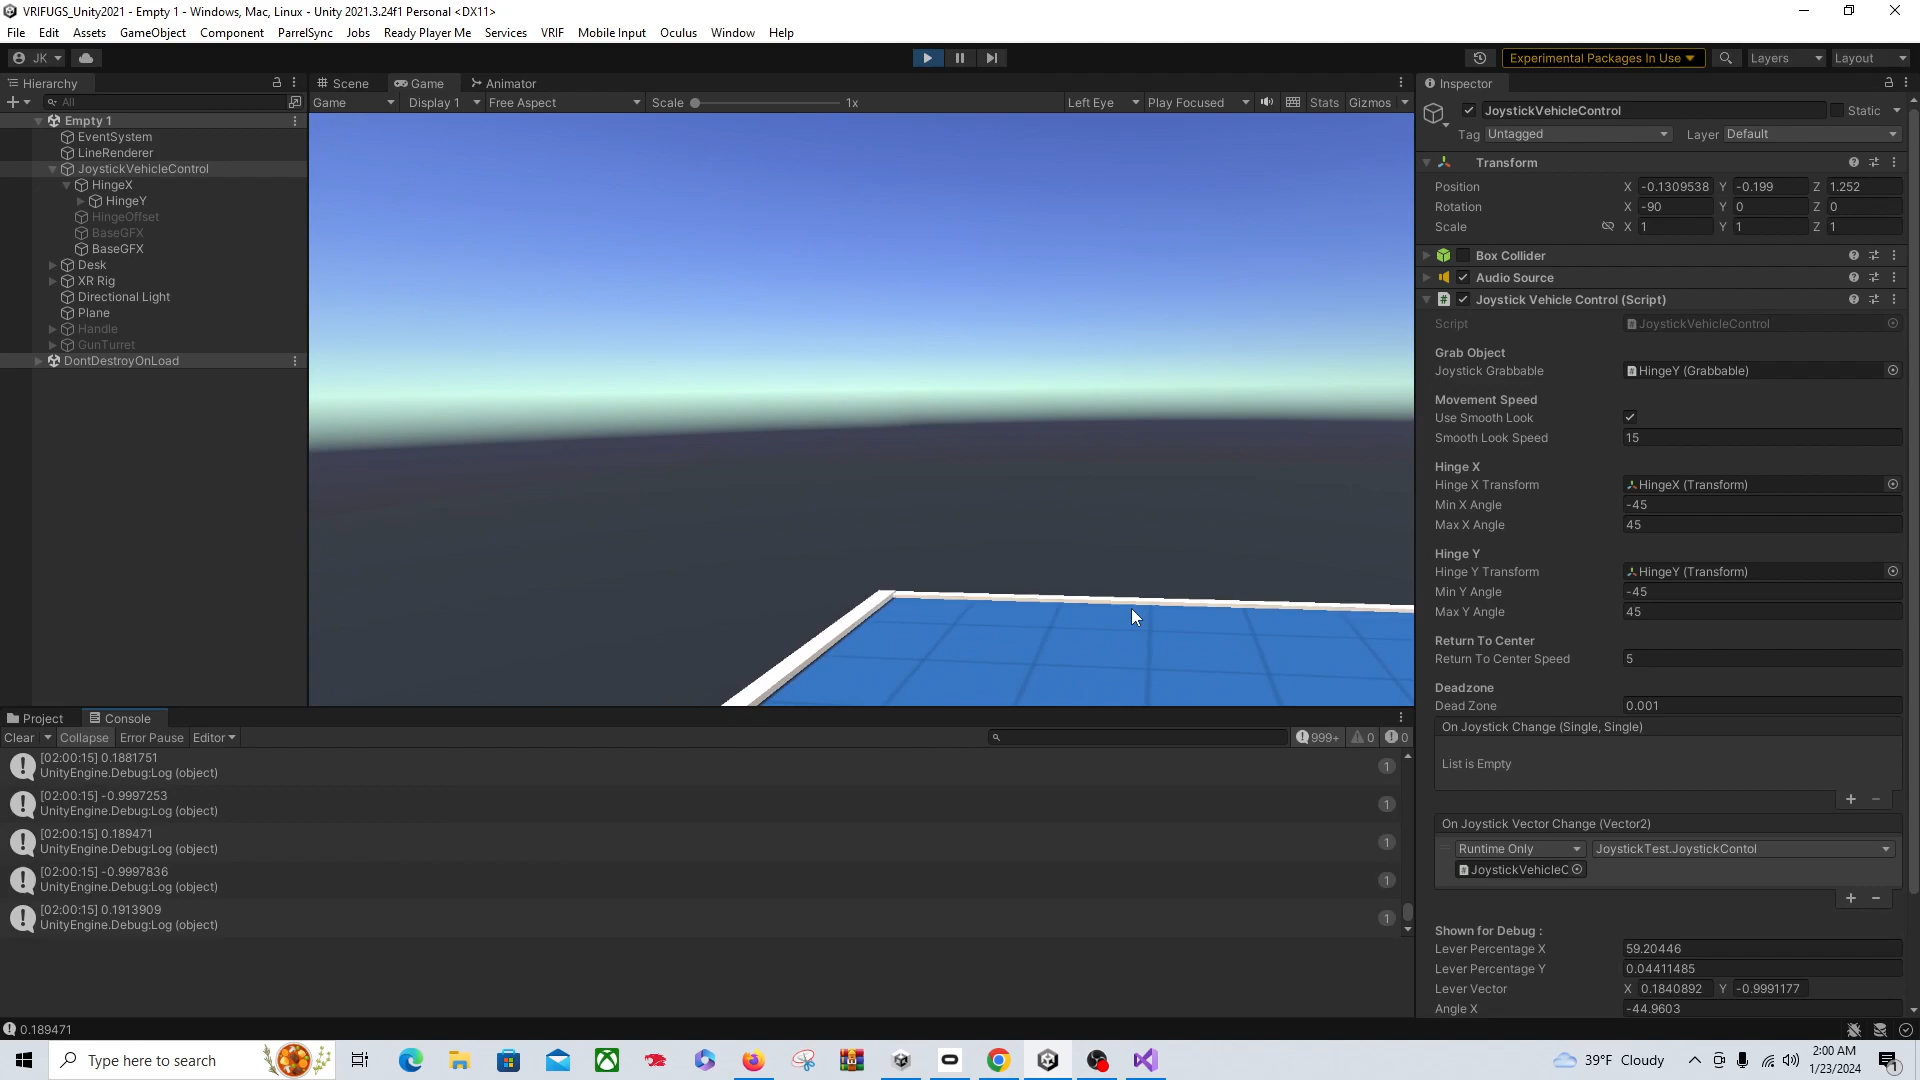 VRIFUGS_Unity2021 - Empty 1 - Windows, Mac, Linux - Unity 2021.3.24f1 Personal <DX11>
File Edit Assets GameObject Component ParrelSync Jobs Ready Player Me Services VRIF Mobile Input Oculus Window Help
JK Experimental Packages In Use Layers Layout
Hierarchy
All
Empty 1
EventSystem
LineRenderer
JoystickVehicleControl
HingeX
HingeY
HingeOffset
BaseGFX
BaseGFX
Desk
XR Rig
Directional Light
Plane
Handle
GunTurret
DontDestroyOnLoad
Scene Game Animator
Game Display 1 Free Aspect Scale 1x Left Eye Play Focused Stats Gizmos
Inspector
JoystickVehicleControl Static
Tag Untagged Layer Default
Transform
Position X -0.1309538 Y -0.199 Z 1.252
Rotation X -90 Y 0 Z 0
Scale X 1 Y 1 Z 1
Box Collider
Audio Source
Joystick Vehicle Control (Script)
Script JoystickVehicleControl
Grab Object
Joystick Grabbable HingeY (Grabbable)
Movement Speed
Use Smooth Look
Smooth Look Speed 15
Hinge X
Hinge X Transform HingeX (Transform)
Min X Angle -45
Max X Angle 45
Hinge Y
Hinge Y Transform HingeY (Transform)
Min Y Angle -45
Max Y Angle 45
Return To Center
Return To Center Speed 5
Deadzone
Dead Zone 0.001
On Joystick Change (Single, Single)
List is Empty
On Joystick Vector Change (Vector2)
Runtime Only JoystickTest.JoystickContol
JoystickVehicleC
Shown for Debug :
Lever Percentage X 59.20446
Lever Percentage Y 0.04411485
Lever Vector X 0.1840892 Y -0.9991177
Angle X -44.9603
Project Console
Clear Collapse Error Pause Editor 999+ 0 0
[02:00:15] 0.1881751
UnityEngine.Debug:Log (object) 1
[02:00:15] -0.9997253
UnityEngine.Debug:Log (object) 1
[02:00:15] 0.189471
UnityEngine.Debug:Log (object) 1
[02:00:15] -0.9997836
UnityEngine.Debug:Log (object) 1
[02:00:15] 0.1913909
UnityEngine.Debug:Log (object) 1
0.189471
Type here to search
39°F Cloudy
2:00 AM
1/23/2024
1